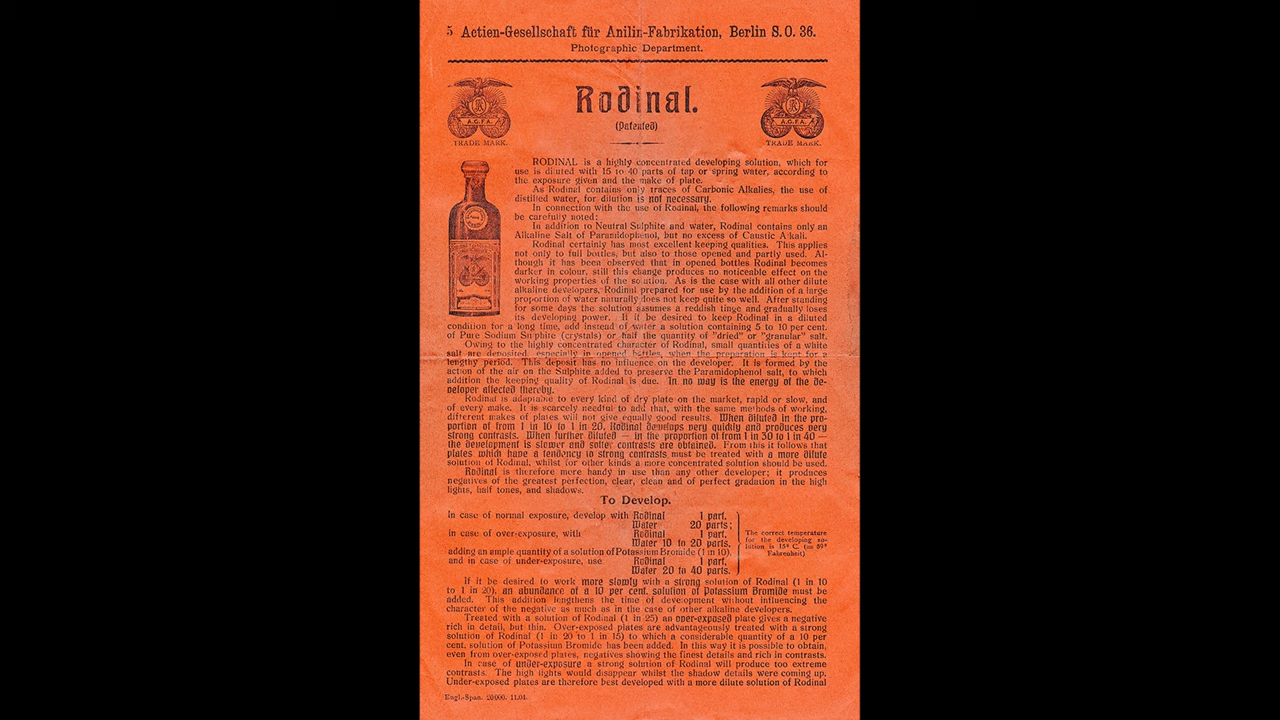 5 Actien-Gesellschaft für Anilin-Fabrikation, Berlin S.O. 36.
Photographic Department.
Rodinal.
(Patented)
A.G.F.A.
TRADE MARK.
A.G.F.A.
TRADE MARK.
RODINAL is a highly concentrated developing solution, which for
use is diluted with 15 to 40 parts of tap or spring water, according to
the exposure given and the make of plate.
As Rodinal contains only traces of Carbonic Alkalies, the use of
distilled water, for dilution is not necessary.
In connection with the use of Rodinal, the following remarks should
be carefully noted:
In addition to Neutral Sulphite and water, Rodinal contains only an
Alkaline Salt of Paramidophenol, but no excess of Caustic Alkali.
Rodinal certainly has most excellent keeping qualities. This applies
not only to full bottles, but also to those opened and partly used. Al-
though it has been observed that in opened bottles Rodinal becomes
darker in colour, still this change produces no noticeable effect on the
working properties of the solution. As is the case with all other dilute
alkaline developers, Rodinal prepared for use by the addition of a large
proportion of water naturally does not keep quite so well. After standing
for some days the solution assumes a reddish tinge and gradually loses
its developing power. If it be desired to keep Rodinal in a diluted
condition for a long time, add instead of water a solution containing 5 to 10 per cent.
of Pure Sodium Sulphite (crystals) or half the quantity of "dried" or "granular" salt.
Owing to the highly concentrated character of Rodinal, small quantities of a white
salt are deposited, especially in opened bottles, when the preparation is kept for a
lengthy period. This deposit has no influence on the developer. It is formed by the
action of the air on the Sulphite added to preserve the Paramidophenol salt, to which
addition the keeping quality of Rodinal is due. In no way is the energy of the de-
veloper affected thereby.
Rodinal is adaptable to every kind of dry plate on the market, rapid or slow, and
of every make. It is scarcely needful to add that, with the same methods of working,
different makes of plates will not give equally good results. When diluted in the pro-
portion of from 1 in 10 to 1 in 20, Rodinal develops very quickly and produces very
strong contrasts. When further diluted — in the proportion of from 1 in 30 to 1 in 40 —
the development is slower and softer contrasts are obtained. From this it follows that
plates which have a tendency to strong contrasts must be treated with a more dilute
solution of Rodinal, whilst for other kinds a more concentrated solution should be used.
Rodinal is therefore more handy in use than any other developer; it produces
negatives of the greatest perfection, clear, clean and of perfect gradation in the high
lights, half tones, and shadows.
To Develop.
In case of normal exposure, develop with Rodinal 1 part,
Water 20 parts;
in case of over-exposure, with Rodinal 1 part,
Water 10 to 20 parts,
adding an ample quantity of a solution of Potassium Bromide (1 in 10).
and in case of under-exposure, use Rodinal 1 part,
Water 20 to 40 parts.
The correct temperature
for the developing so-
lution is 15° C. (= 59°
Fahrenheit)
If it be desired to work more slowly with a strong solution of Rodinal (1 in 10
to 1 in 20), an abundance of a 10 per cent. solution of Potassium Bromide must be
added. This addition lengthens the time of development without influencing the
character of the negative as much as in the case of other alkaline developers.
Treated with a solution of Rodinal (1 in 25) an over-exposed plate gives a negative
rich in detail, but thin. Over-exposed plates are advantageously treated with a strong
solution of Rodinal (1 in 20 to 1 in 15) to which a considerable quantity of a 10 per
cent. solution of Potassium Bromide has been added. In this way it is possible to obtain,
even from over-exposed plates, negatives showing the finest details and rich in contrasts.
In case of under-exposure a strong solution of Rodinal will produce too extreme
contrasts. The high lights would disappear whilst the shadow details were coming up.
Under-exposed plates are therefore best developed with a more dilute solution of Rodinal
Engl.-Span. 20000. 11.04.